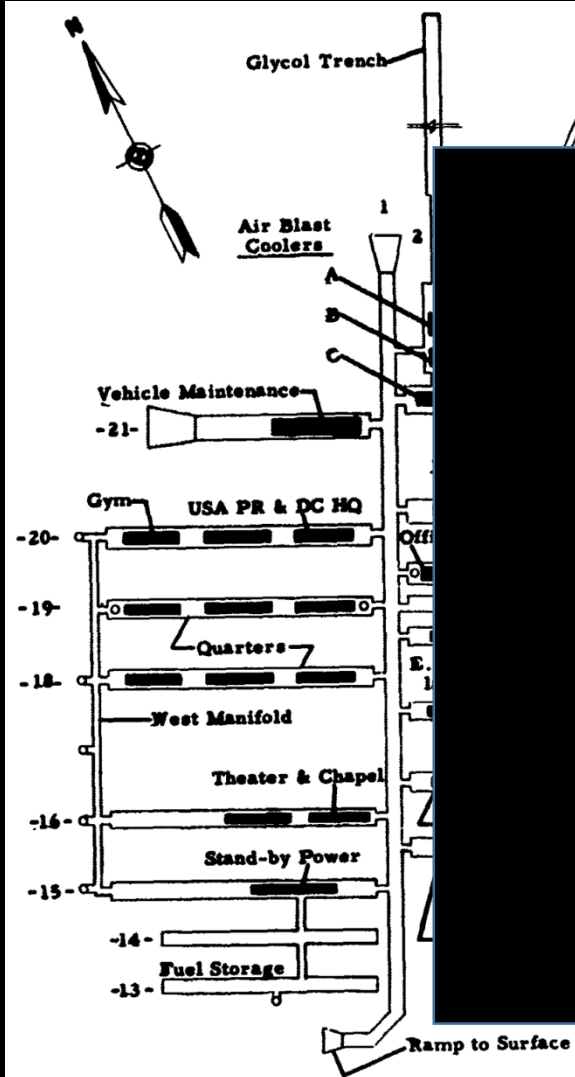 N
Glycol Trench
1
2
Air Blast
Coolers
A
B
C
Vehicle Maintenance
-21-
Gym
USA PR & DC HQ
-20-
Offi
-19-
Quarters
-18-
E.
West Manifold
Theater & Chapel
-16-
Stand-by Power
-15-
-14-
Fuel Storage
-13-
Ramp to Surface